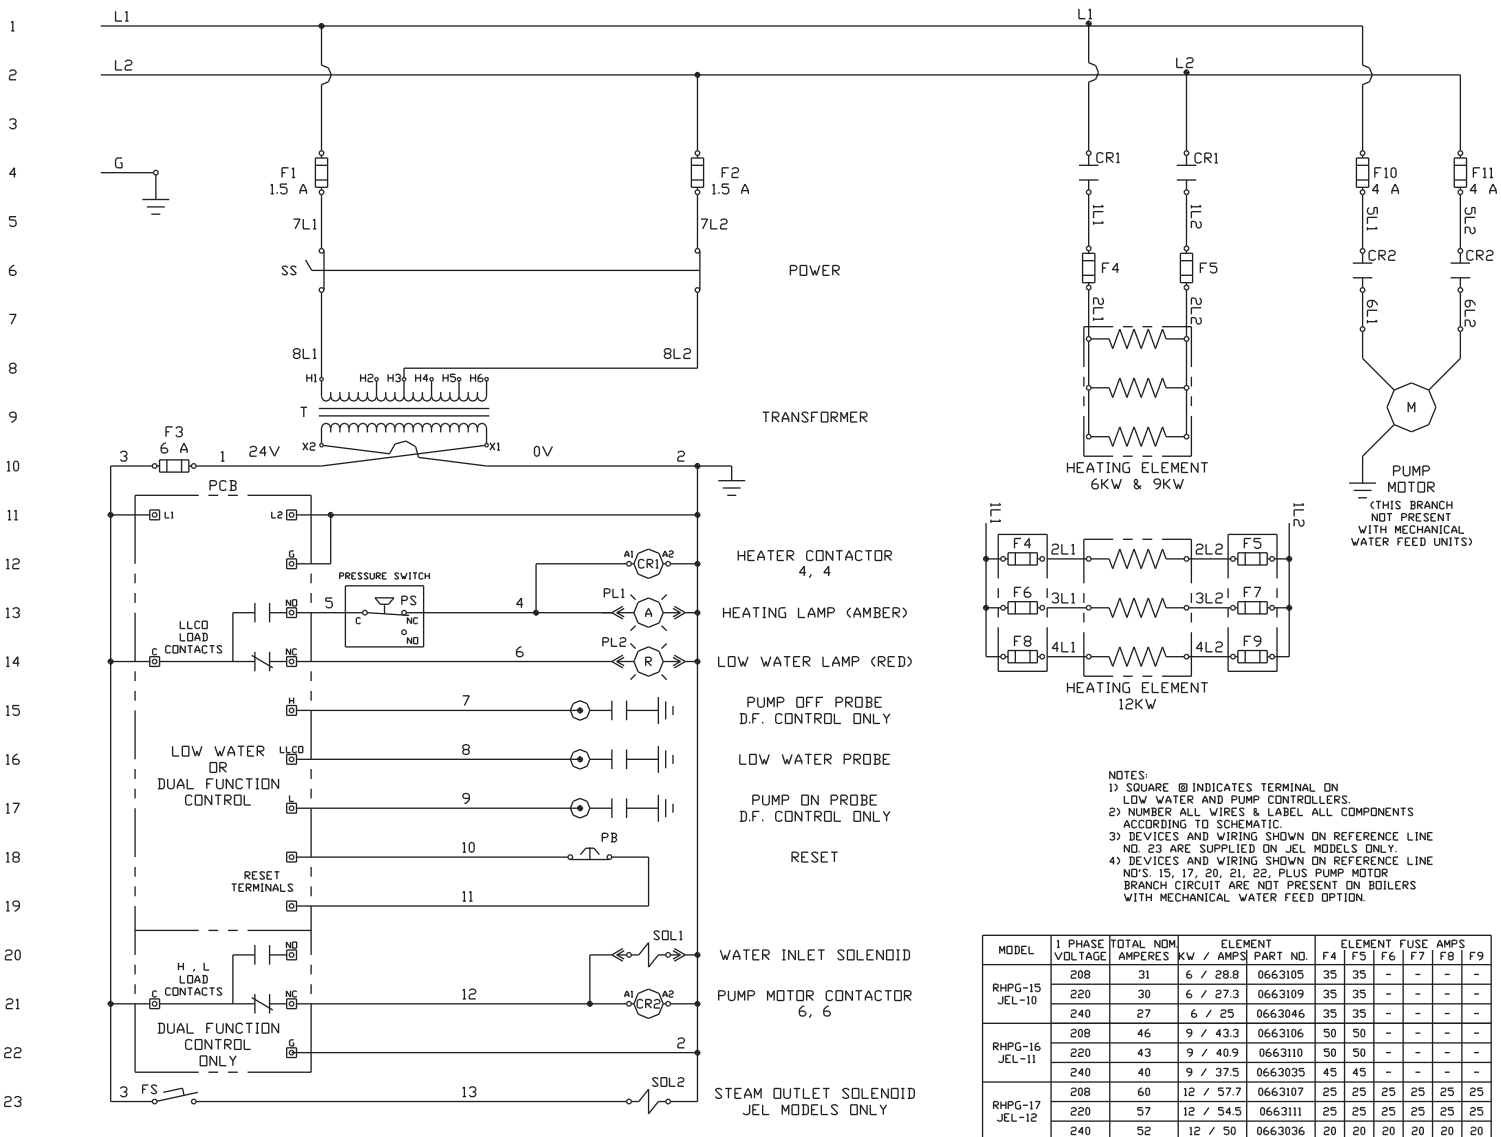 1 L1 L1
2 L2 L2
3
4 G F1 1.5 A F2 1.5 A CR1 CR1 F10 4 A F11 4 A
5 7L1 7L2 1L1 1L2 5L1 5L2
6 SS POWER F4 F5 CR2 CR2
7 2L1 2L2 6L1 6L2
8 8L1 8L2
H1 H2 H3 H4 H5 H6
9 T TRANSFORMER M
F3
6 A
X2 X1
10 3 1 24V 0V 2
HEATING ELEMENT
6KW & 9KW
PUMP
MOTOR
(THIS BRANCH
NOT PRESENT
WITH MECHANICAL
WATER FEED UNITS)
PCB
11 L1 L2
1L1 1L2
12 G A1 CR1 A2 HEATER CONTACTOR
4, 4
F4 2L1 2L2 F5
PRESSURE SWITCH
13 NO 5 PS C NC NO 4 PL1 A HEATING LAMP (AMBER)
F6 3L1 3L2 F7
LLCO
LOAD
CONTACTS
14 C NC 6 PL2 R LOW WATER LAMP (RED)
F8 4L1 4L2 F9
HEATING ELEMENT
12KW
15 H 7 PUMP OFF PROBE
D.F. CONTROL ONLY
16 LLCO 8 LOW WATER PROBE
LOW WATER
OR
DUAL FUNCTION
CONTROL
17 L 9 PUMP ON PROBE
D.F. CONTROL ONLY
18 10 PB RESET
RESET
TERMINALS
19 11
20 NO SOL1 WATER INLET SOLENOID
H , L
LOAD
CONTACTS
21 C NC 12 A1 CR2 A2 PUMP MOTOR CONTACTOR
6, 6
DUAL FUNCTION
CONTROL
ONLY
22 G 2
23 3 FS 13 SOL2 STEAM OUTLET SOLENOID
JEL MODELS ONLY
NOTES:
1) SQUARE INDICATES TERMINAL ON
LOW WATER AND PUMP CONTROLLERS.
2) NUMBER ALL WIRES & LABEL ALL COMPONENTS
ACCORDING TO SCHEMATIC.
3) DEVICES AND WIRING SHOWN ON REFERENCE LINE
NO. 23 ARE SUPPLIED ON JEL MODELS ONLY.
4) DEVICES AND WIRING SHOWN ON REFERENCE LINE
NO'S. 15, 17, 20, 21, 22, PLUS PUMP MOTOR
BRANCH CIRCUIT ARE NOT PRESENT ON BOILERS
WITH MECHANICAL WATER FEED OPTION.
MODEL 1 PHASE VOLTAGE TOTAL NOM. AMPERES ELEMENT KW / AMPS PART NO. ELEMENT FUSE AMPS F4 F5 F6 F7 F8 F9
RHPG-15 JEL-10 208 31 6 / 28.8 0663105 35 35 - - - -
220 30 6 / 27.3 0663109 35 35 - - - -
240 27 6 / 25 0663046 35 35 - - - -
RHPG-16 JEL-11 208 46 9 / 43.3 0663106 50 50 - - - -
220 43 9 / 40.9 0663110 50 50 - - - -
240 40 9 / 37.5 0663035 45 45 - - - -
RHPG-17 JEL-12 208 60 12 / 57.7 0663107 25 25 25 25 25 25
220 57 12 / 54.5 0663111 25 25 25 25 25 25
240 52 12 / 50 0663036 20 20 20 20 20 20